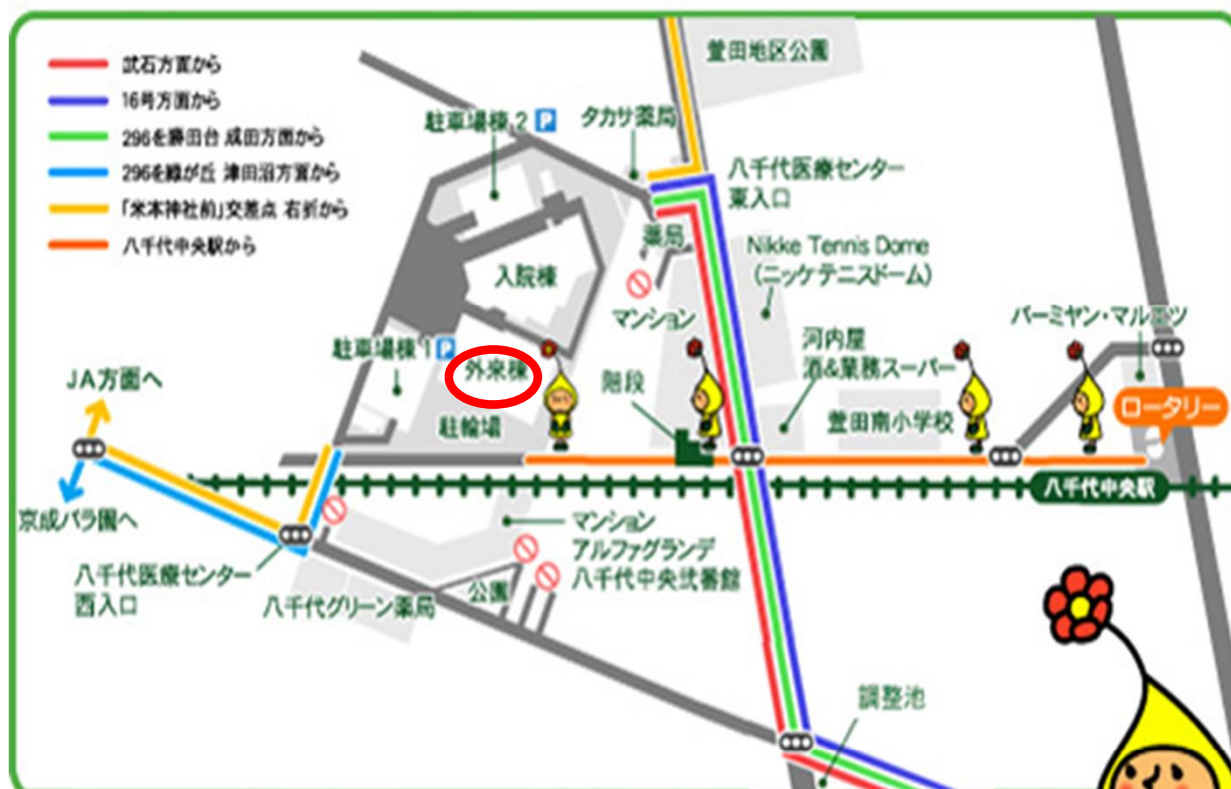 武石方面から
16号方面から
296を勝田台 成田方面から
296を緑が丘 津田沼方面から
「米本神社前」交差点 右折から
八千代中央駅から
萱田地区公園
駐車場棟 2 P
タカサ薬局
八千代医療センター
東入口
薬局
Nikke Tennis Dome
(ニッケテニスドーム)
入院棟
マンション
バーミヤン・マルエツ
駐車場棟 1 P
外来棟
階段
河内屋
酒&業務スーパー
JA方面へ
駐輪場
萱田南小学校
ロータリー
八千代中央駅
京成バラ園へ
マンション
アルファグランデ
八千代中央弐番館
八千代医療センター
西入口
八千代グリーン薬局
公園
調整池